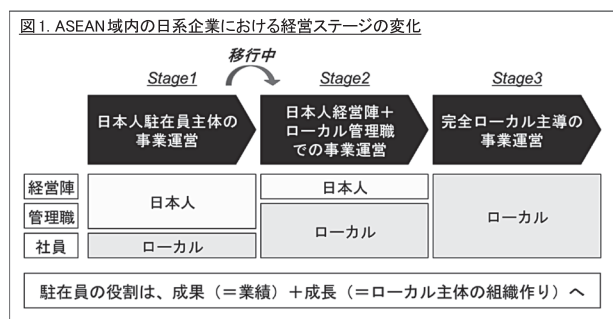 図1. ASEAN域内の日系企業における経営ステージの変化
移行中
Stage1
Stage2
Stage3
日本人駐在員主体の
事業運営
日本人経営陣+
ローカル管理職
での事業運営
完全ローカル主導の
事業運営
経営陣
管理職
社員
日本人
ローカル
日本人
ローカル
ローカル
駐在員の役割は、成果（＝業績）＋成長（＝ローカル主体の組織作り）へ